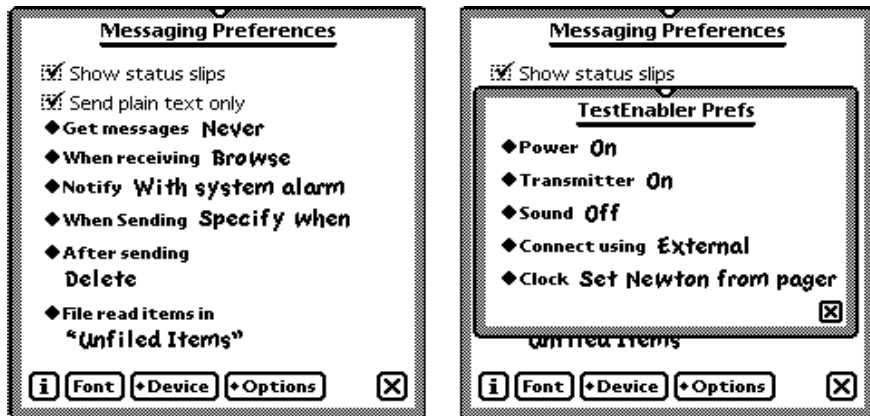 Messaging Preferences
Show status slips
Send plain text only
Get messages Never
When receiving Browse
Notify With system alarm
When Sending Specify when
After sending
Delete
File read items in
“Unfiled Items”
i Font Device Options X
Messaging Preferences
Show status slips
TestEnabler Prefs
Power On
Transmitter On
Sound Off
Connect using External
Clock Set Newton from pager
X
“Unfiled Items”
i Font Device Options X